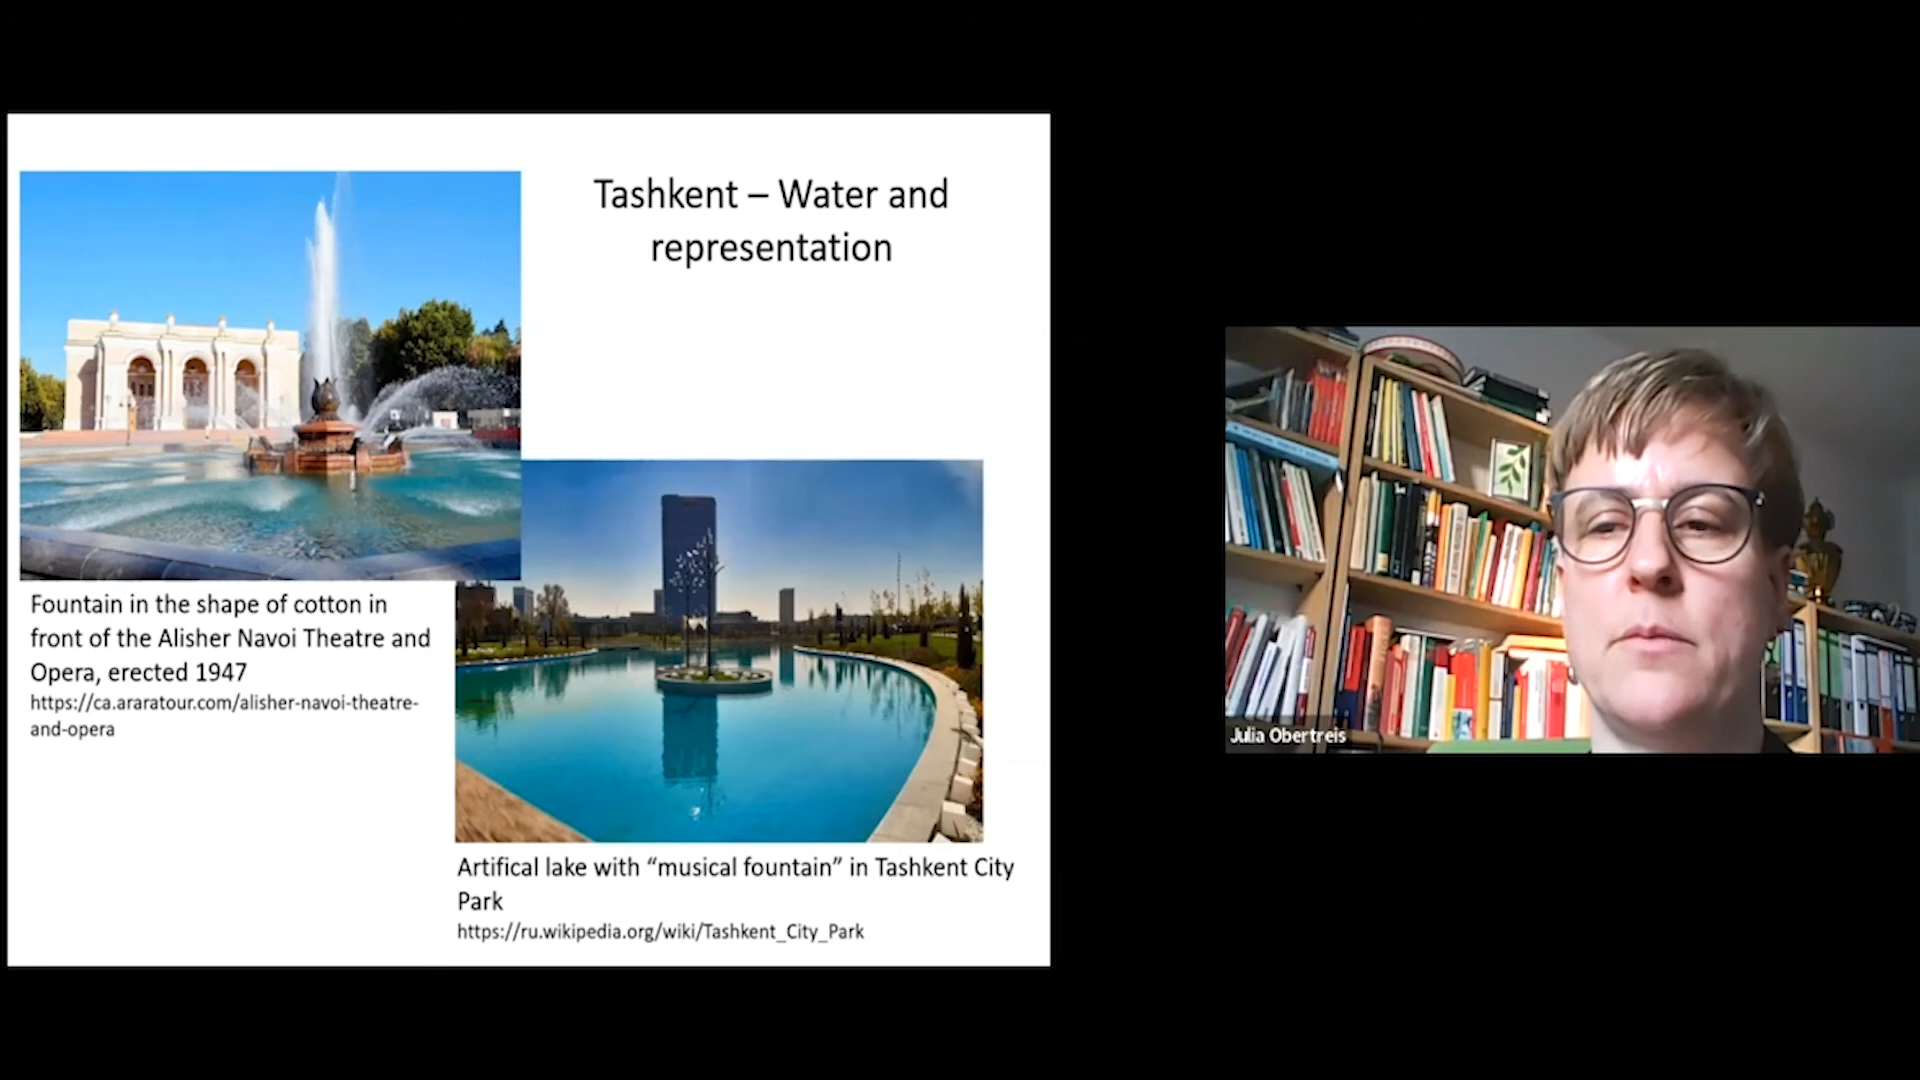 Tashkent – Water and
representation
Fountain in the shape of cotton in
front of the Alisher Navoi Theatre and
Opera, erected 1947
https://ca.araratour.com/alisher-navoi-theatre-
and-opera
Artifical lake with “musical fountain” in Tashkent City
Park
https://ru.wikipedia.org/wiki/Tashkent_City_Park
Julia Obertreis